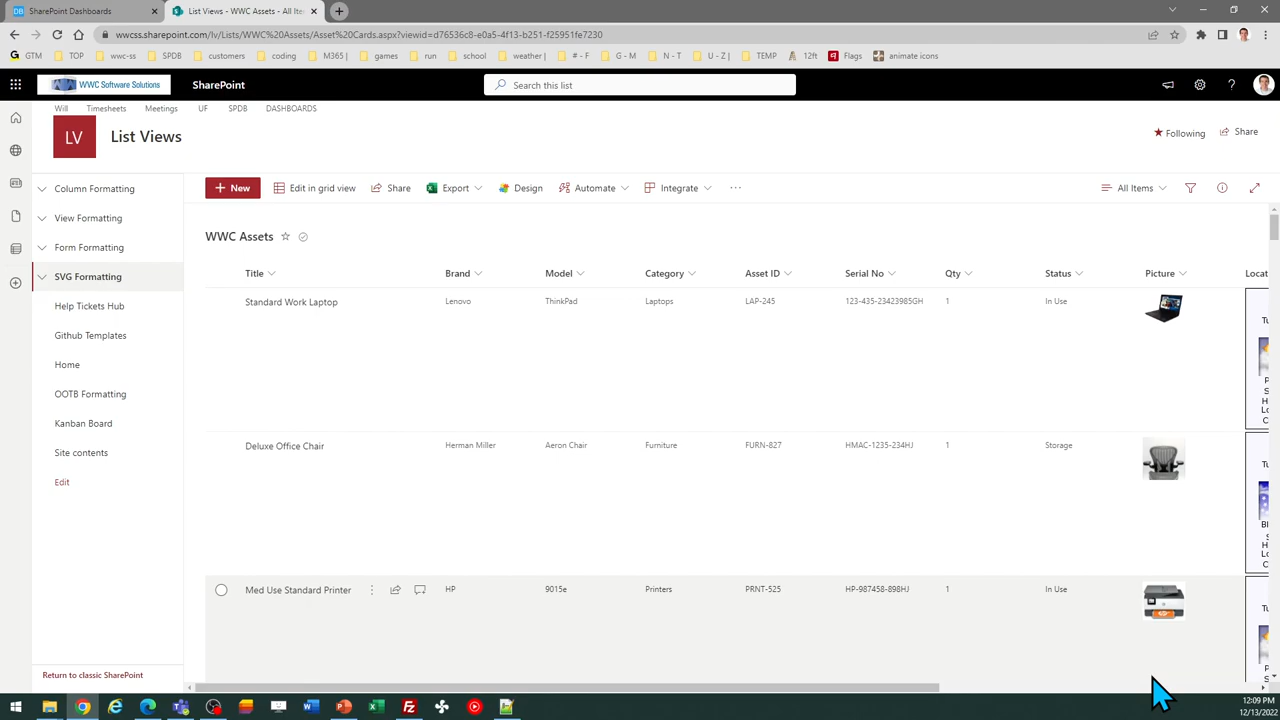 SharePoint Dashboards
List Views - WWC Assets - All Ite
wwcss.sharepoint.com/lv/Lists/WWC%20Assets/Asset%20Cards.aspx?viewid=d76536c8-e0a5-4f13-b251-f25951fe7230
GTM TOP wwc-ss SPDB customers coding M365 | games run school weather | # - F G - M N - T U - Z | TEMP 12ft Flags animate icons
WWC Software Solutions SharePoint Search this list
Will Timesheets Meetings UF SPDB DASHBOARDS
LV List Views Following Share
Column Formatting
View Formatting
Form Formatting
SVG Formatting
Help Tickets Hub
Github Templates
Home
OOTB Formatting
Kanban Board
Site contents
Edit
Return to classic SharePoint
New Edit in grid view Share Export Design Automate Integrate ··· All Items
WWC Assets
Title Brand Model Category Asset ID Serial No Qty Status Picture Locat
Standard Work Laptop Lenovo ThinkPad Laptops LAP-245 123-435-23423985GH 1 In Use
Tu
P
S
H
Lo
C
Deluxe Office Chair Herman Miller Aeron Chair Furniture FURN-827 HMAC-1235-234HJ 1 Storage
Tu
Bl
S
H
Lo
C
Med Use Standard Printer HP 9015e Printers PRNT-525 HP-987458-898HJ 1 In Use
Tu
P
12:09 PM
12/13/2022